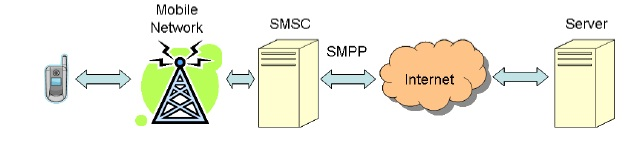 Mobile
Network
SMSC
SMPP
Internet
Server